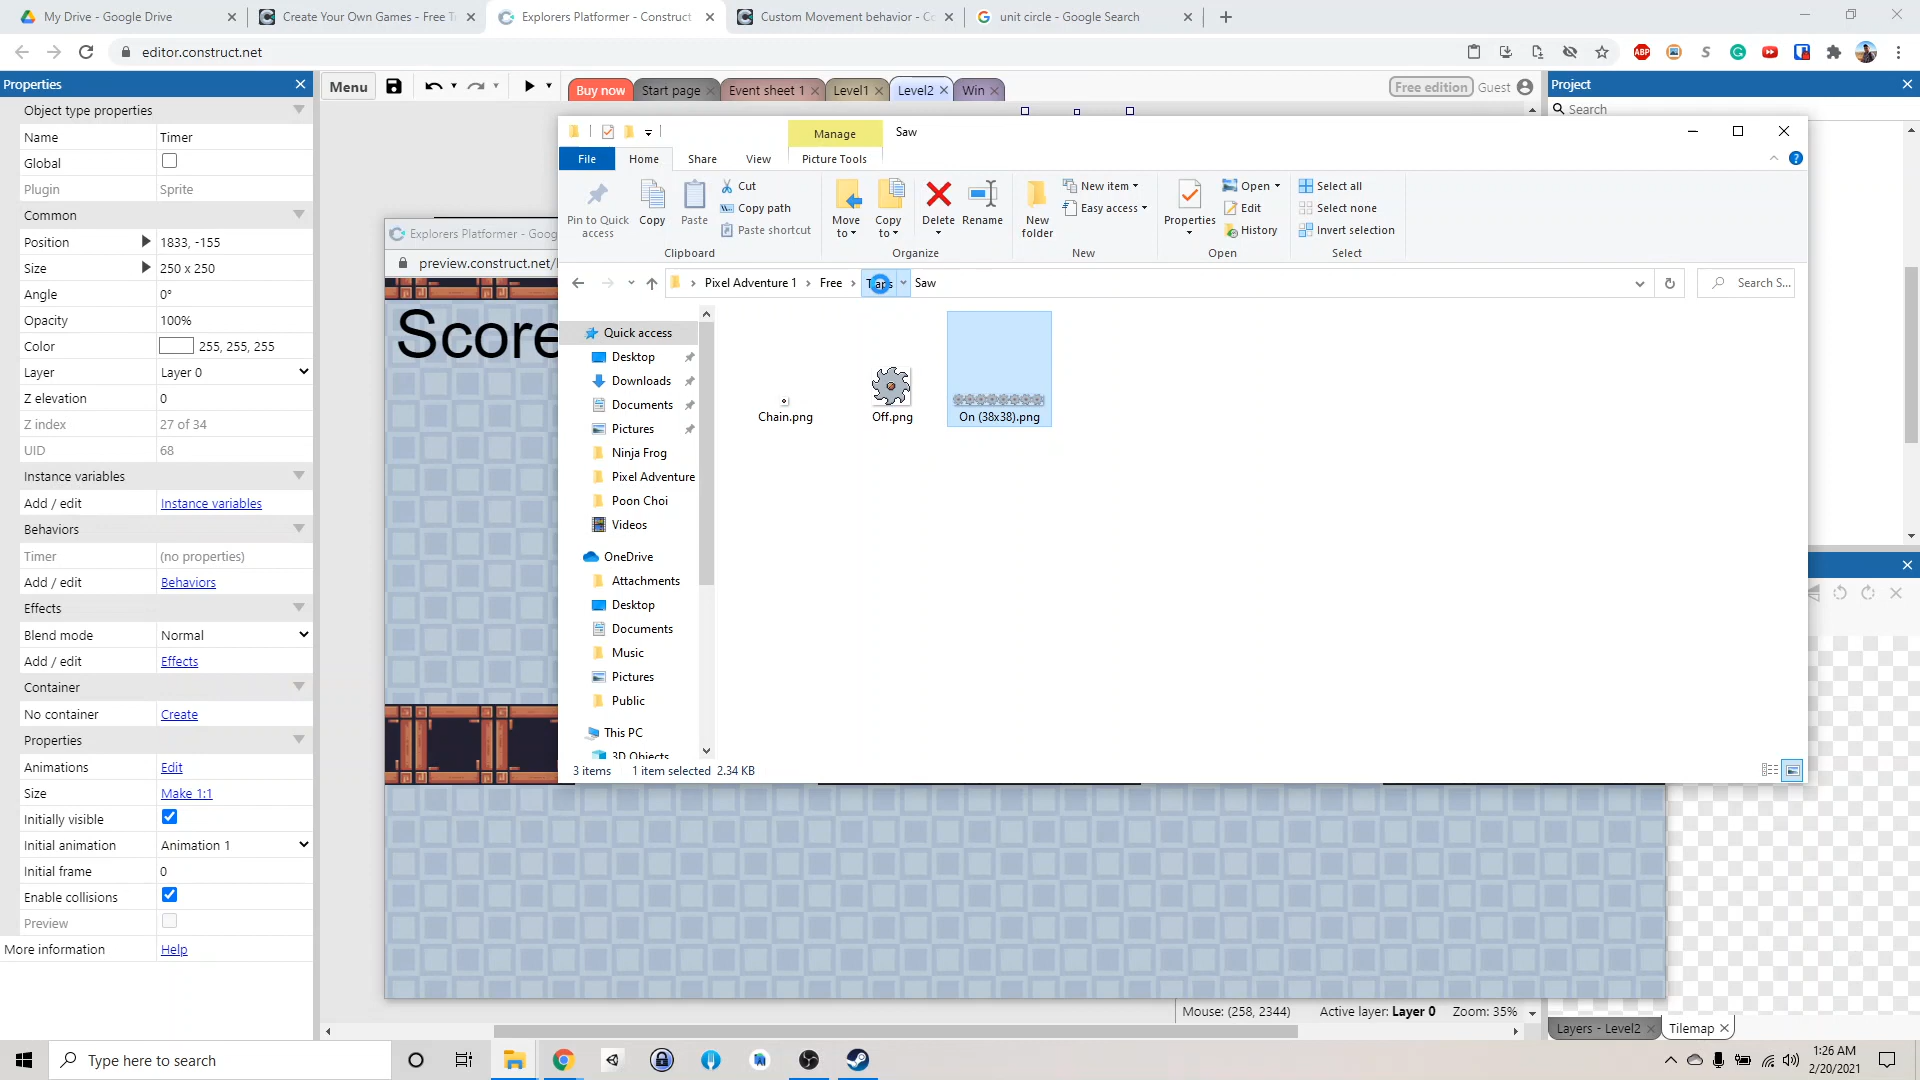 My Drive - Google Drive
Create Your Own Games - Free T
Explorers Platformer - Construct
Custom Movement behavior - Co
unit circle - Google Search
editor.construct.net
ABP
Properties
Menu
Buy now
Start page
Event sheet 1
Level1
Level2
Win
Free edition
Guest
Project
Search
Object type properties
Name Timer
Global
Plugin Sprite
Common
Position 1833, -155
Size 250 x 250
Angle 0°
Opacity 100%
Color 255, 255, 255
Layer Layer 0
Z elevation 0
Z index 27 of 34
UID 68
Instance variables
Add / edit Instance variables
Behaviors
Timer (no properties)
Add / edit Behaviors
Effects
Blend mode Normal
Add / edit Effects
Container
No container Create
Properties
Animations Edit
Size Make 1:1
Initially visible
Initial animation Animation 1
Initial frame 0
Enable collisions
Preview
More information Help
Explorers Platformer - Goog
preview.construct.net/
Score
Manage
Saw
File
Home
Share
View
Picture Tools
Pin to Quick access
Copy
Paste
Cut
Copy path
Paste shortcut
Clipboard
Move to
Copy to
Delete
Rename
Organize
New folder
New item
Easy access
New
Properties
Open
Edit
History
Open
Select all
Select none
Invert selection
Select
Pixel Adventure 1
Free
Saw
Search S...
Quick access
Desktop
Downloads
Documents
Pictures
Ninja Frog
Pixel Adventure
Poon Choi
Videos
OneDrive
Attachments
Desktop
Documents
Music
Pictures
Public
This PC
3D Objects
Chain.png
Off.png
On (38x38).png
3 items 1 item selected 2.34 KB
Mouse: (258, 2344) Active layer: Layer 0 Zoom: 35%
Layers - Level2
Tilemap
Type here to search
1:26 AM
2/20/2021